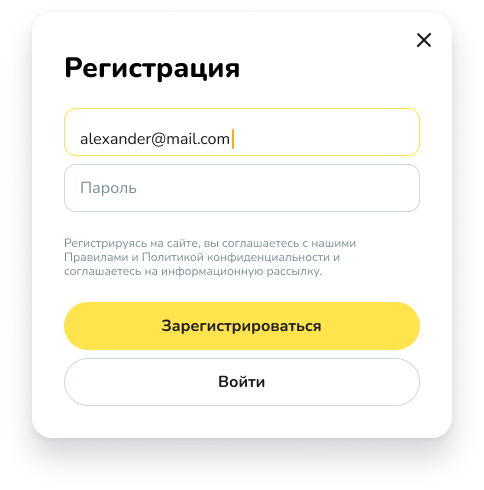 Регистрация
alexander@mail.com
Пароль
Регистрируясь на сайте, вы соглашаетесь с нашими
Правилами и Политикой конфиденциальности и
соглашаетесь на информационную рассылку.
Зарегистрироваться
Войти